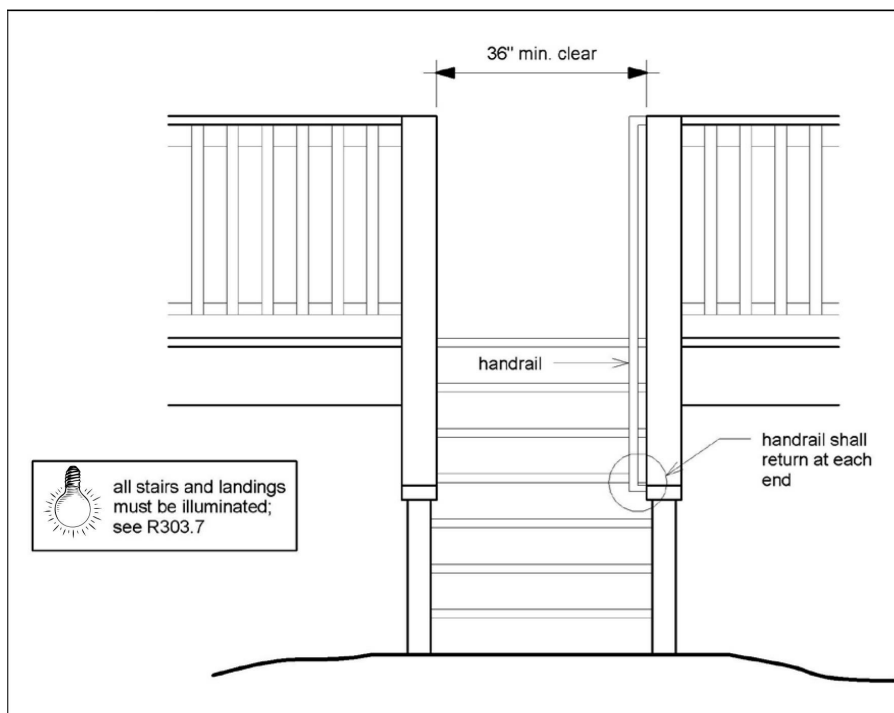 36" min. clear
handrail
handrail shall
return at each
end
all stairs and landings
must be illuminated;
see R303.7